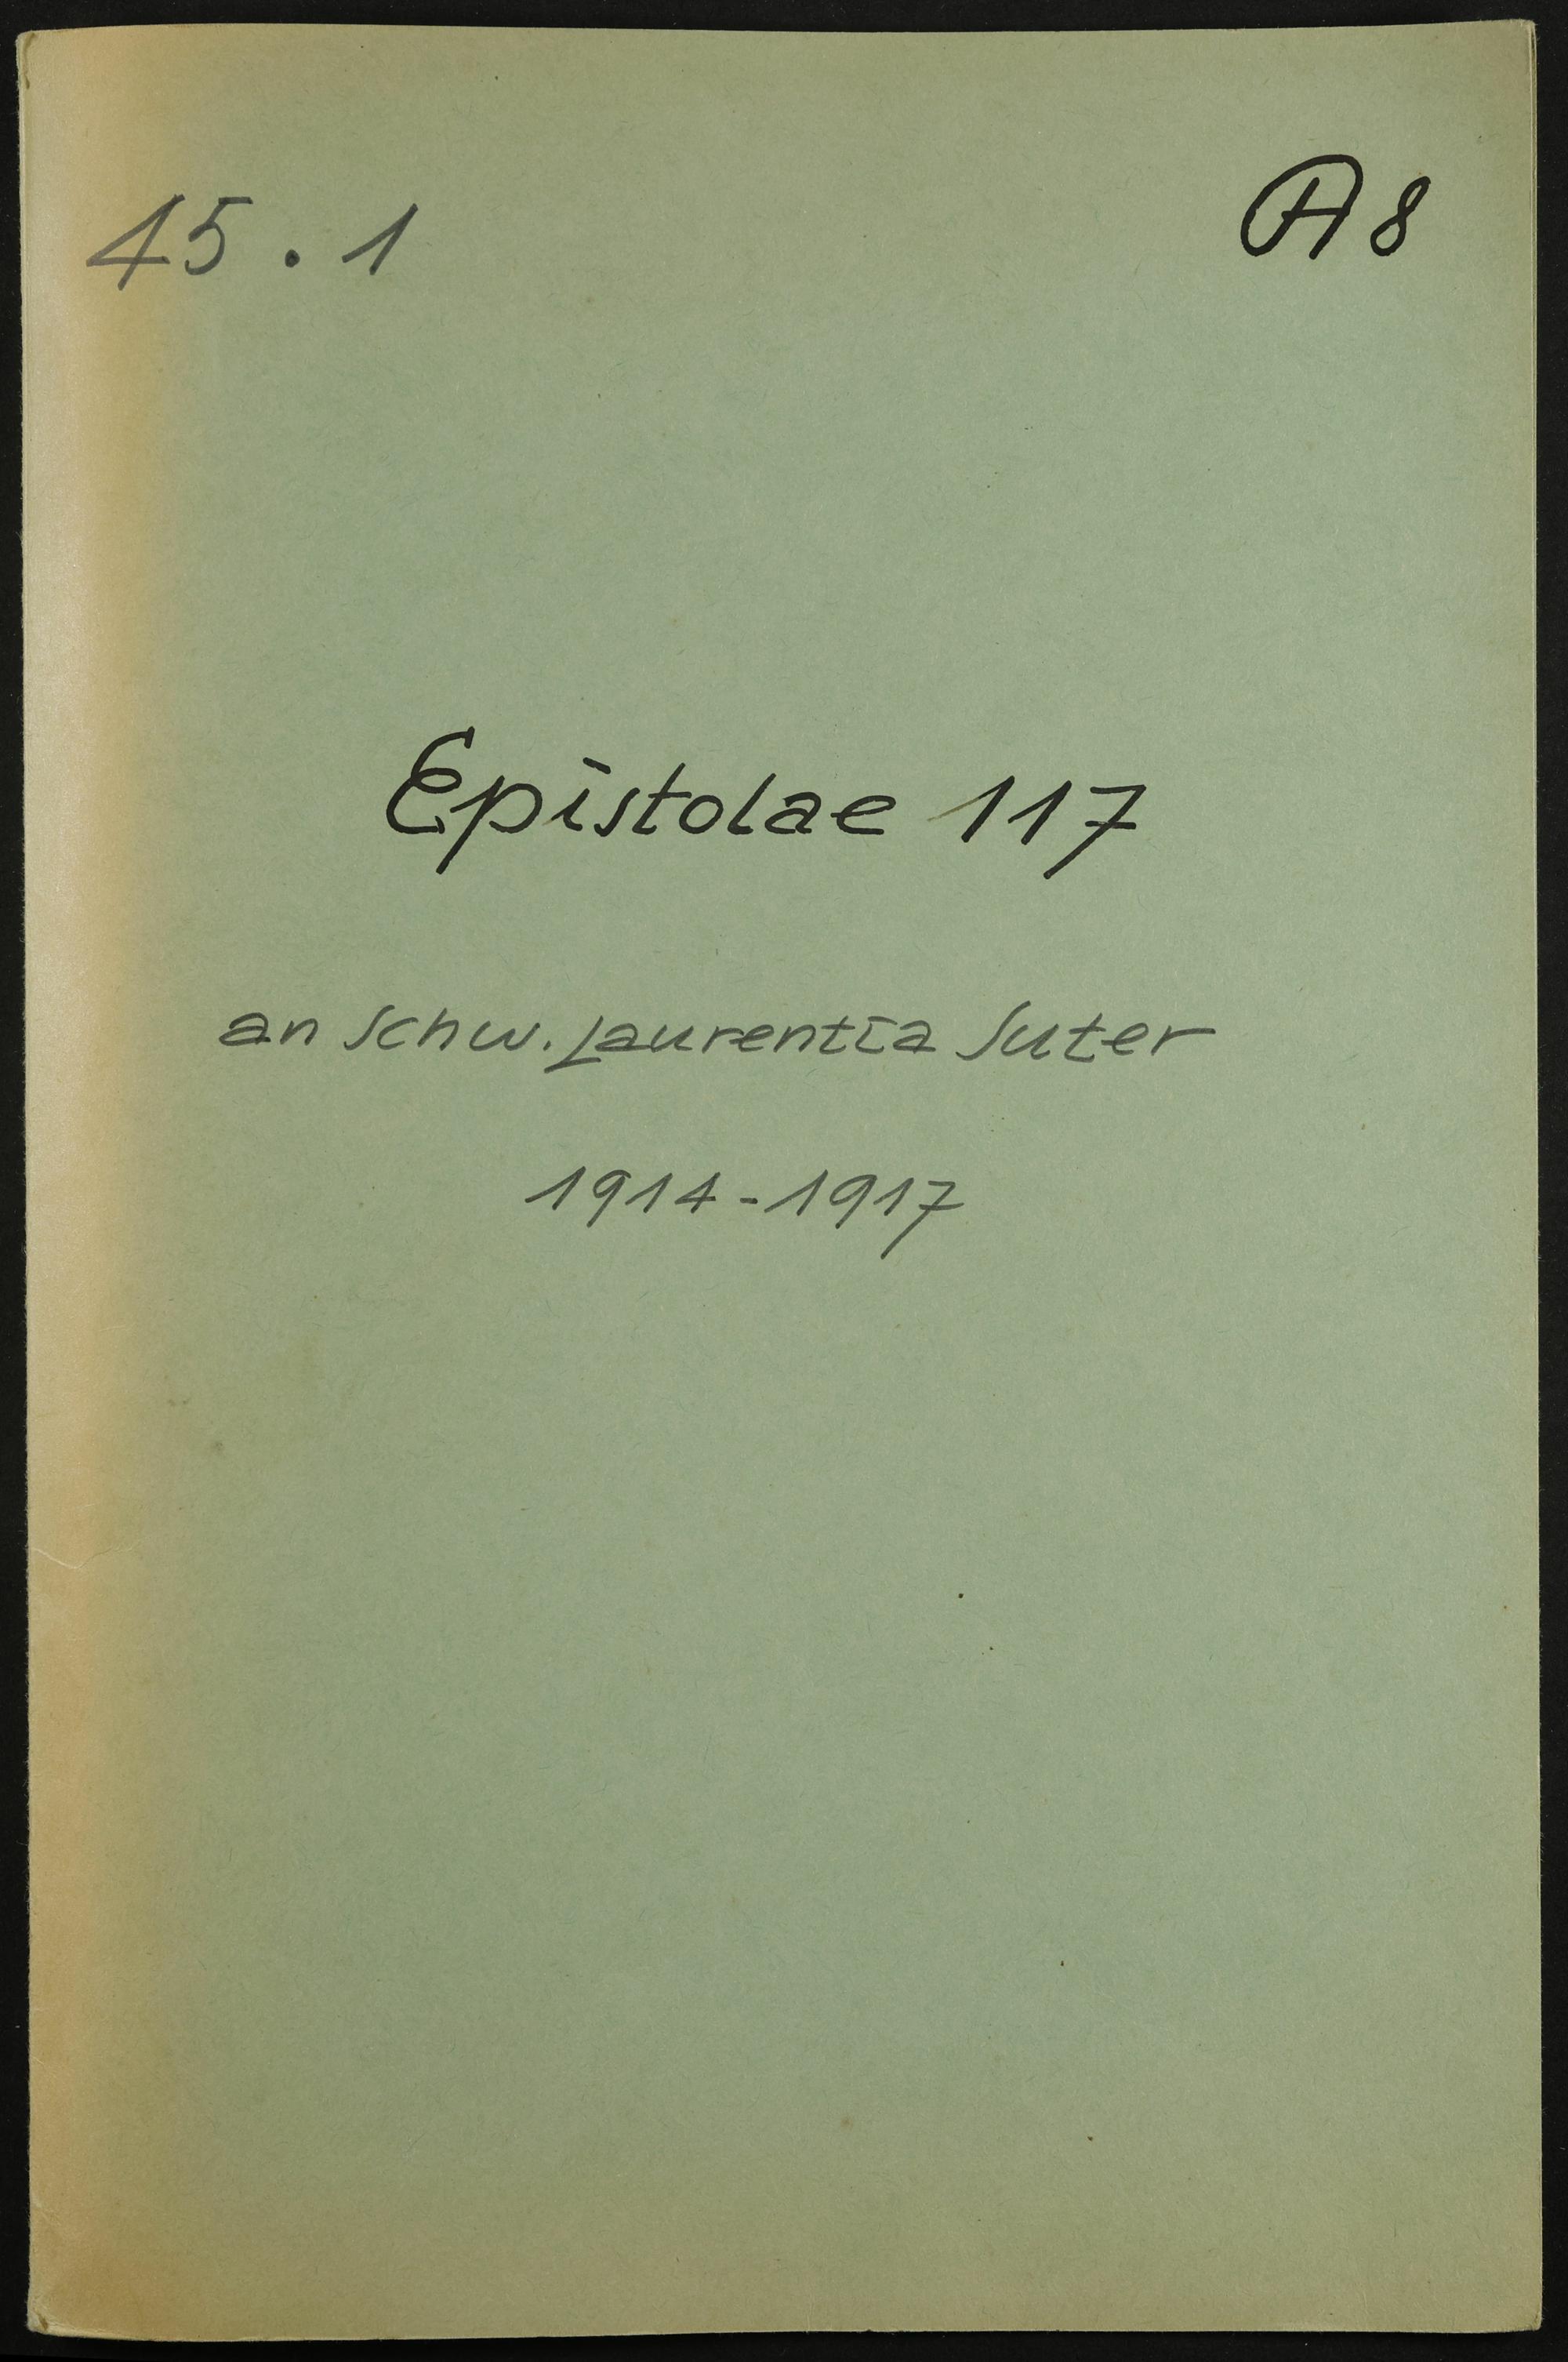 45.1
A8
Epistolae 117
an Schw. Laurentia Suter
1914-1917